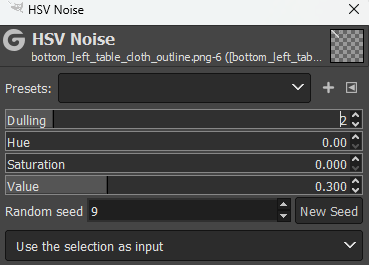 HSV Noise
HSV Noise
bottom_left_table_cloth_outline.png-6 ([bottom_left_tab...
Presets:
Dulling 2
Hue 0.00
Saturation 0.000
Value 0.300
Random seed 9 New Seed
Use the selection as input